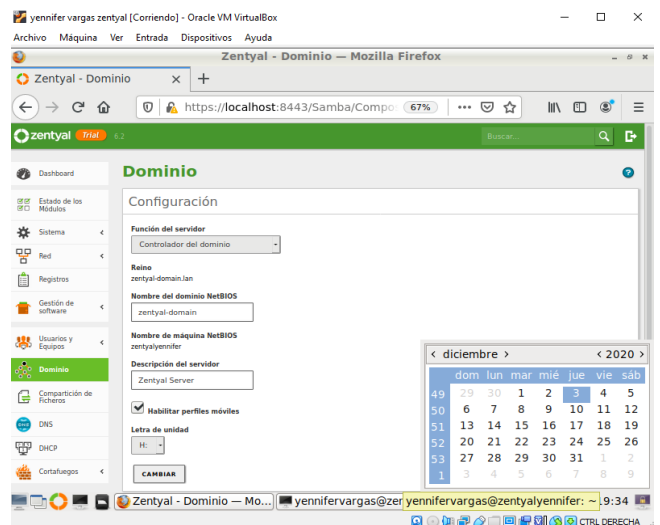 yennifer vargas zentyal [Corriendo] - Oracle VM VirtualBox
Archivo Máquina Ver Entrada Dispositivos Ayuda
Zentyal - Dominio — Mozilla Firefox
Zentyal - Dominio × +
https://localhost:8443/Samba/Compo 67%
zentyal Trial 6.2 Buscar...
Dashboard
Estado de los
Módulos
Sistema
Red
Registros
Gestión de
software
Usuarios y
Equipos
Dominio
Compartición de
Ficheros
DNS
DHCP
Cortafuegos
Dominio
Configuración
Función del servidor
Controlador del dominio
Reino
zentyal-domain.lan
Nombre del dominio NetBIOS
zentyal-domain
Nombre de máquina NetBIOS
zentyalyennifer
Descripción del servidor
Zentyal Server
Habilitar perfiles móviles
Letra de unidad
H:
CAMBIAR
< diciembre > < 2020 >
dom lun mar mié jue vie sáb
49 29 30 1 2 3 4 5
50 6 7 8 9 10 11 12
51 13 14 15 16 17 18 19
52 20 21 22 23 24 25 26
53 27 28 29 30 31 1 2
1 3 4 5 6 7 8 9
Zentyal - Dominio — Mo... yennifervargas@zen yennifervargas@zentyalyennifer: ~ 9:34
CTRL DERECHA